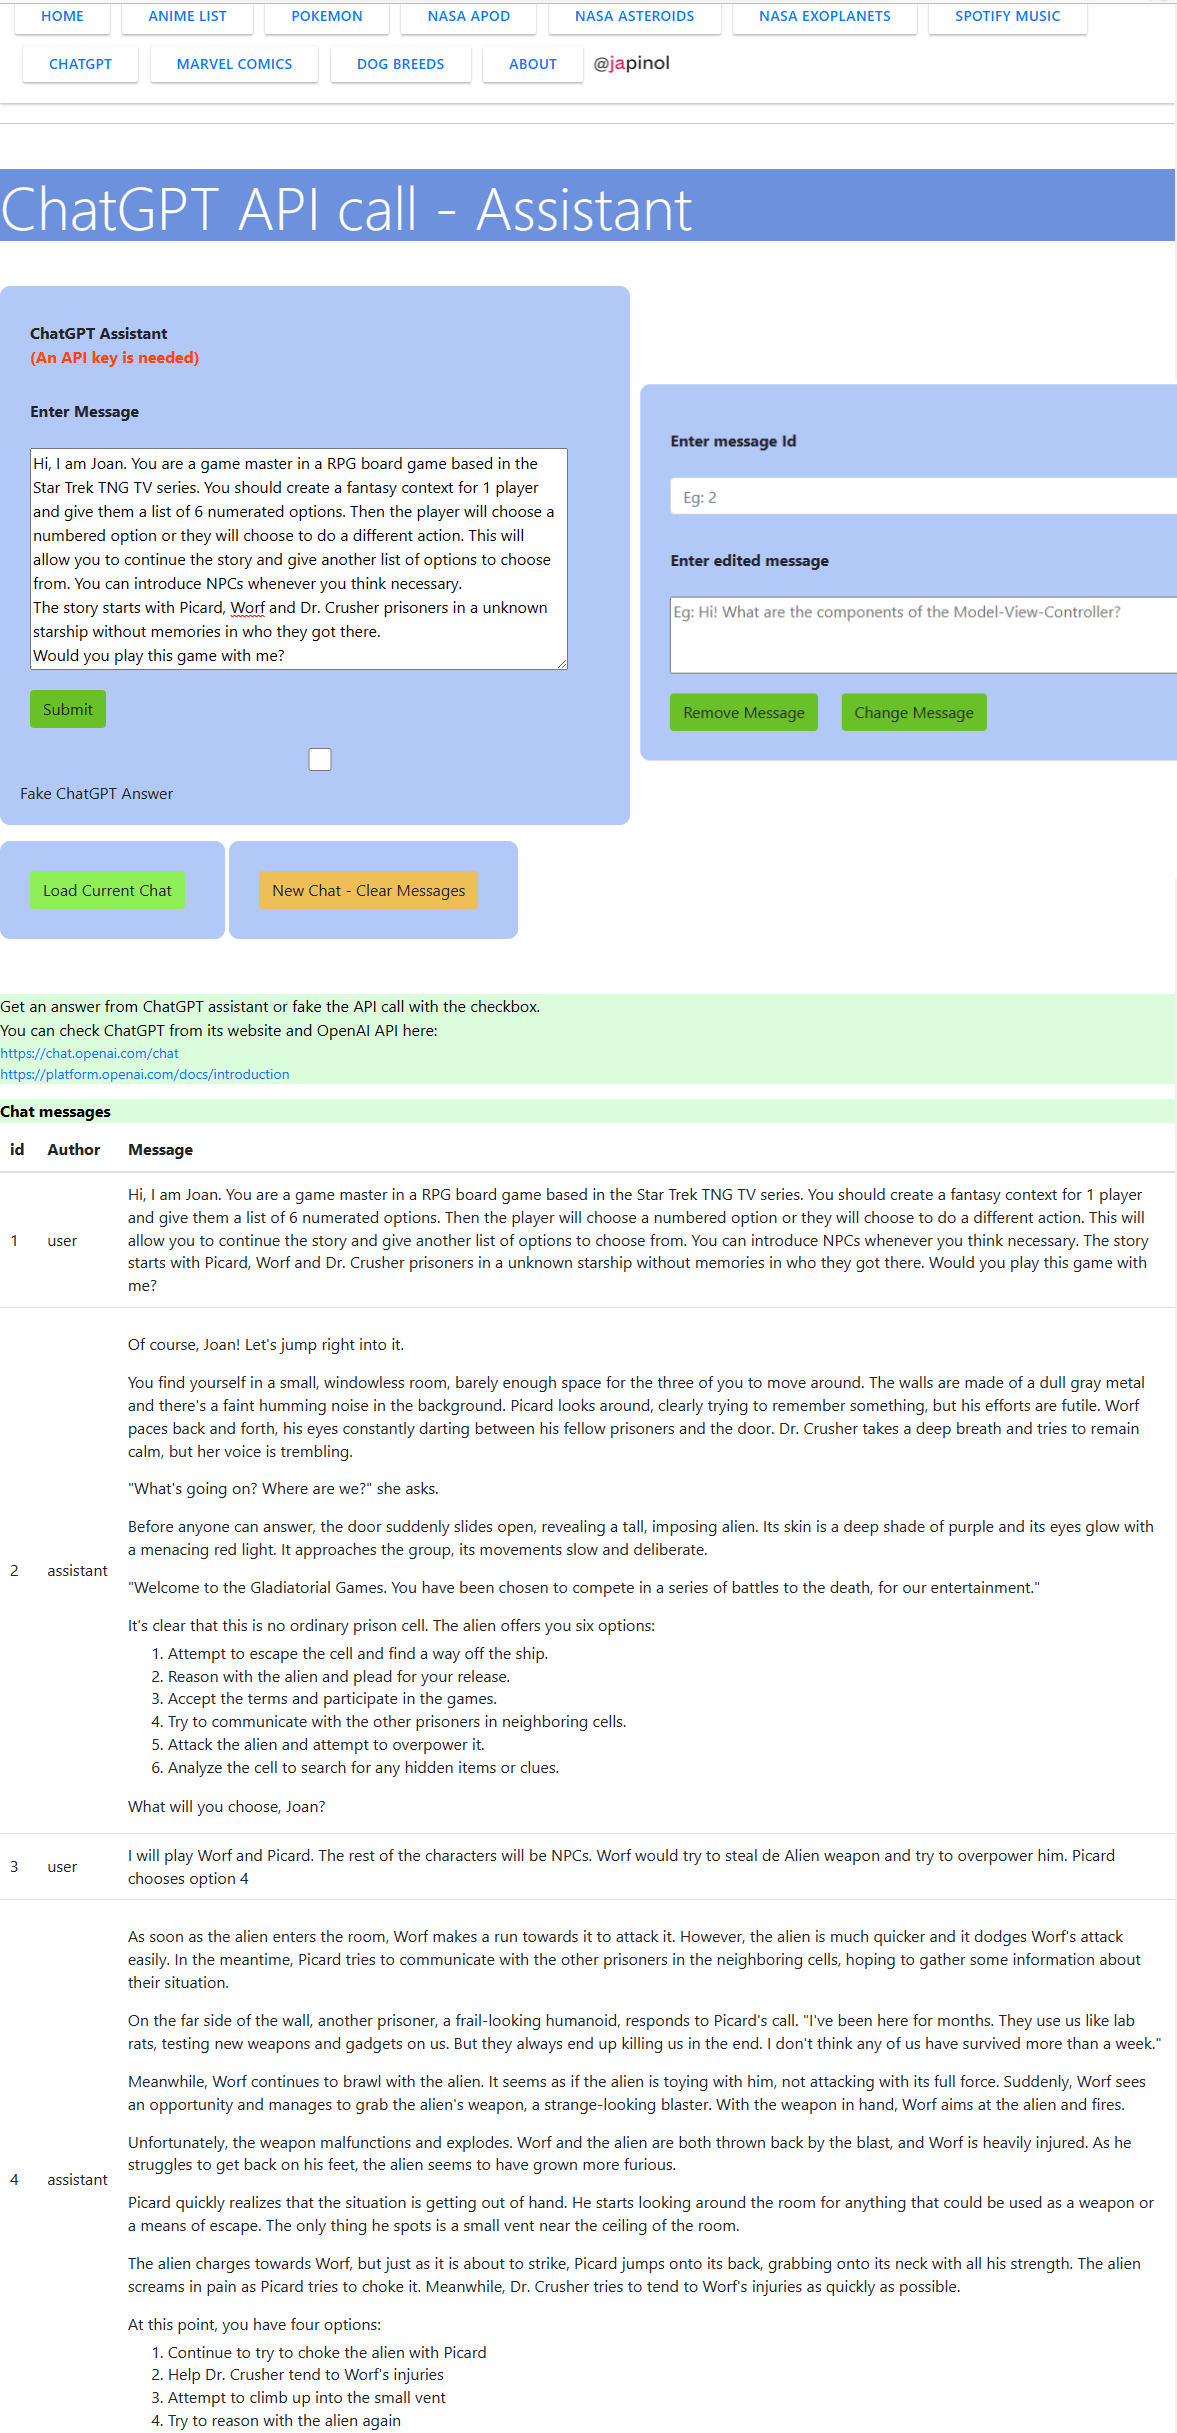 HOME ANIME LIST POKEMON NASA APOD NASA ASTEROIDS NASA EXOPLANETS SPOTIFY MUSIC
CHATGPT MARVEL COMICS DOG BREEDS ABOUT @japinol
ChatGPT API call - Assistant
ChatGPT Assistant
(An API key is needed)
Enter Message
Hi, I am Joan. You are a game master in a RPG board game based in the
Star Trek TNG TV series. You should create a fantasy context for 1 player
and give them a list of 6 numerated options. Then the player will choose a
numbered option or they will choose to do a different action. This will
allow you to continue the story and give another list of options to choose
from. You can introduce NPCs whenever you think necessary.
The story starts with Picard, Worf and Dr. Crusher prisoners in a unknown
starship without memories in who they got there.
Would you play this game with me?
Submit
Fake ChatGPT Answer
Enter message Id
Eg: 2
Enter edited message
Eg: Hi! What are the components of the Model-View-Controller?
Remove Message Change Message
Load Current Chat New Chat - Clear Messages
Get an answer from ChatGPT assistant or fake the API call with the checkbox.
You can check ChatGPT from its website and OpenAI API here:
https://chat.openai.com/chat
https://platform.openai.com/docs/introduction
Chat messages
id Author Message
1 user
Hi, I am Joan. You are a game master in a RPG board game based in the Star Trek TNG TV series. You should create a fantasy context for 1 player
and give them a list of 6 numerated options. Then the player will choose a numbered option or they will choose to do a different action. This will
allow you to continue the story and give another list of options to choose from. You can introduce NPCs whenever you think necessary. The story
starts with Picard, Worf and Dr. Crusher prisoners in a unknown starship without memories in who they got there. Would you play this game with
me?
2 assistant
Of course, Joan! Let's jump right into it.
You find yourself in a small, windowless room, barely enough space for the three of you to move around. The walls are made of a dull gray metal
and there's a faint humming noise in the background. Picard looks around, clearly trying to remember something, but his efforts are futile. Worf
paces back and forth, his eyes constantly darting between his fellow prisoners and the door. Dr. Crusher takes a deep breath and tries to remain
calm, but her voice is trembling.
"What's going on? Where are we?" she asks.
Before anyone can answer, the door suddenly slides open, revealing a tall, imposing alien. Its skin is a deep shade of purple and its eyes glow with
a menacing red light. It approaches the group, its movements slow and deliberate.
"Welcome to the Gladiatorial Games. You have been chosen to compete in a series of battles to the death, for our entertainment."
It's clear that this is no ordinary prison cell. The alien offers you six options:
1. Attempt to escape the cell and find a way off the ship.
2. Reason with the alien and plead for your release.
3. Accept the terms and participate in the games.
4. Try to communicate with the other prisoners in neighboring cells.
5. Attack the alien and attempt to overpower it.
6. Analyze the cell to search for any hidden items or clues.
What will you choose, Joan?
3 user
I will play Worf and Picard. The rest of the characters will be NPCs. Worf would try to steal de Alien weapon and try to overpower him. Picard
chooses option 4
4 assistant
As soon as the alien enters the room, Worf makes a run towards it to attack it. However, the alien is much quicker and it dodges Worf's attack
easily. In the meantime, Picard tries to communicate with the other prisoners in the neighboring cells, hoping to gather some information about
their situation.
On the far side of the wall, another prisoner, a frail-looking humanoid, responds to Picard's call. "I've been here for months. They use us like lab
rats, testing new weapons and gadgets on us. But they always end up killing us in the end. I don't think any of us have survived more than a week."
Meanwhile, Worf continues to brawl with the alien. It seems as if the alien is toying with him, not attacking with its full force. Suddenly, Worf sees
an opportunity and manages to grab the alien's weapon, a strange-looking blaster. With the weapon in hand, Worf aims at the alien and fires.
Unfortunately, the weapon malfunctions and explodes. Worf and the alien are both thrown back by the blast, and Worf is heavily injured. As he
struggles to get back on his feet, the alien seems to have grown more furious.
Picard quickly realizes that the situation is getting out of hand. He starts looking around the room for anything that could be used as a weapon or
a means of escape. The only thing he spots is a small vent near the ceiling of the room.
The alien charges towards Worf, but just as it is about to strike, Picard jumps onto its back, grabbing onto its neck with all his strength. The alien
screams in pain as Picard tries to choke it. Meanwhile, Dr. Crusher tries to tend to Worf's injuries as quickly as possible.
At this point, you have four options:
1. Continue to try to choke the alien with Picard
2. Help Dr. Crusher tend to Worf's injuries
3. Attempt to climb up into the small vent
4. Try to reason with the alien again